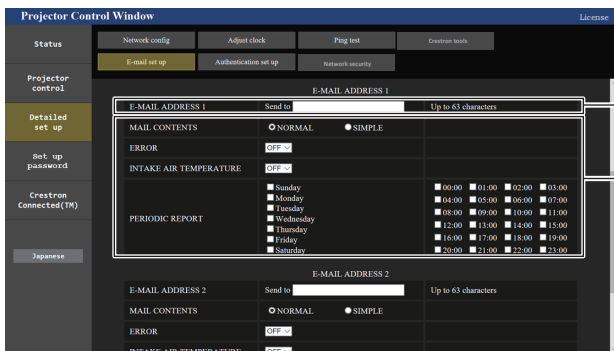 Projector Control Window
License
Status
Network config
Adjust clock
Ping test
Crestron tools
E-mail set up
Authentication set up
Network security
Projector
control
Detailed
set up
Set up
password
Crestron
Connected(TM)
Japanese
E-MAIL ADDRESS 1
E-MAIL ADDRESS 1 Send to Up to 63 characters
MAIL CONTENTS NORMAL SIMPLE
ERROR OFF
INTAKE AIR TEMPERATURE OFF
PERIODIC REPORT
Sunday
Monday
Tuesday
Wednesday
Thursday
Friday
Saturday
00:00 01:00 02:00 03:00
04:00 05:00 06:00 07:00
08:00 09:00 10:00 11:00
12:00 13:00 14:00 15:00
16:00 17:00 18:00 19:00
20:00 21:00 22:00 23:00
E-MAIL ADDRESS 2
E-MAIL ADDRESS 2 Send to Up to 63 characters
MAIL CONTENTS NORMAL SIMPLE
ERROR OFF
INTAKE AIR TEMPERATURE OFF